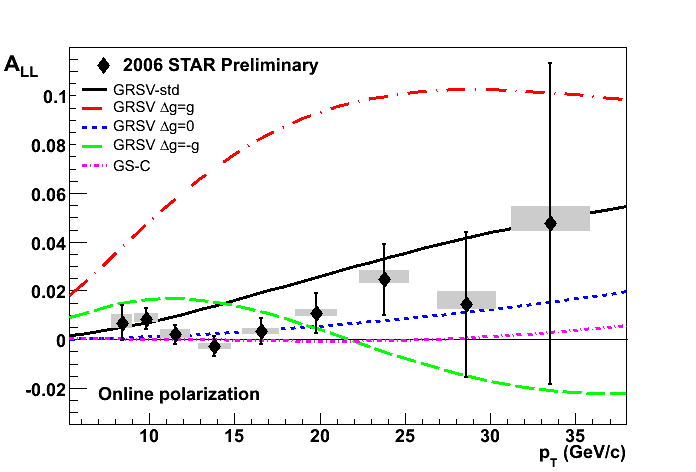 A_LL
2006 STAR Preliminary
GRSV-std
GRSV Δg=g
GRSV Δg=0
GRSV Δg=-g
GS-C
0.1
0.08
0.06
0.04
0.02
0
-0.02
Online polarization
10 15 20 25 30 35
p_T (GeV/c)